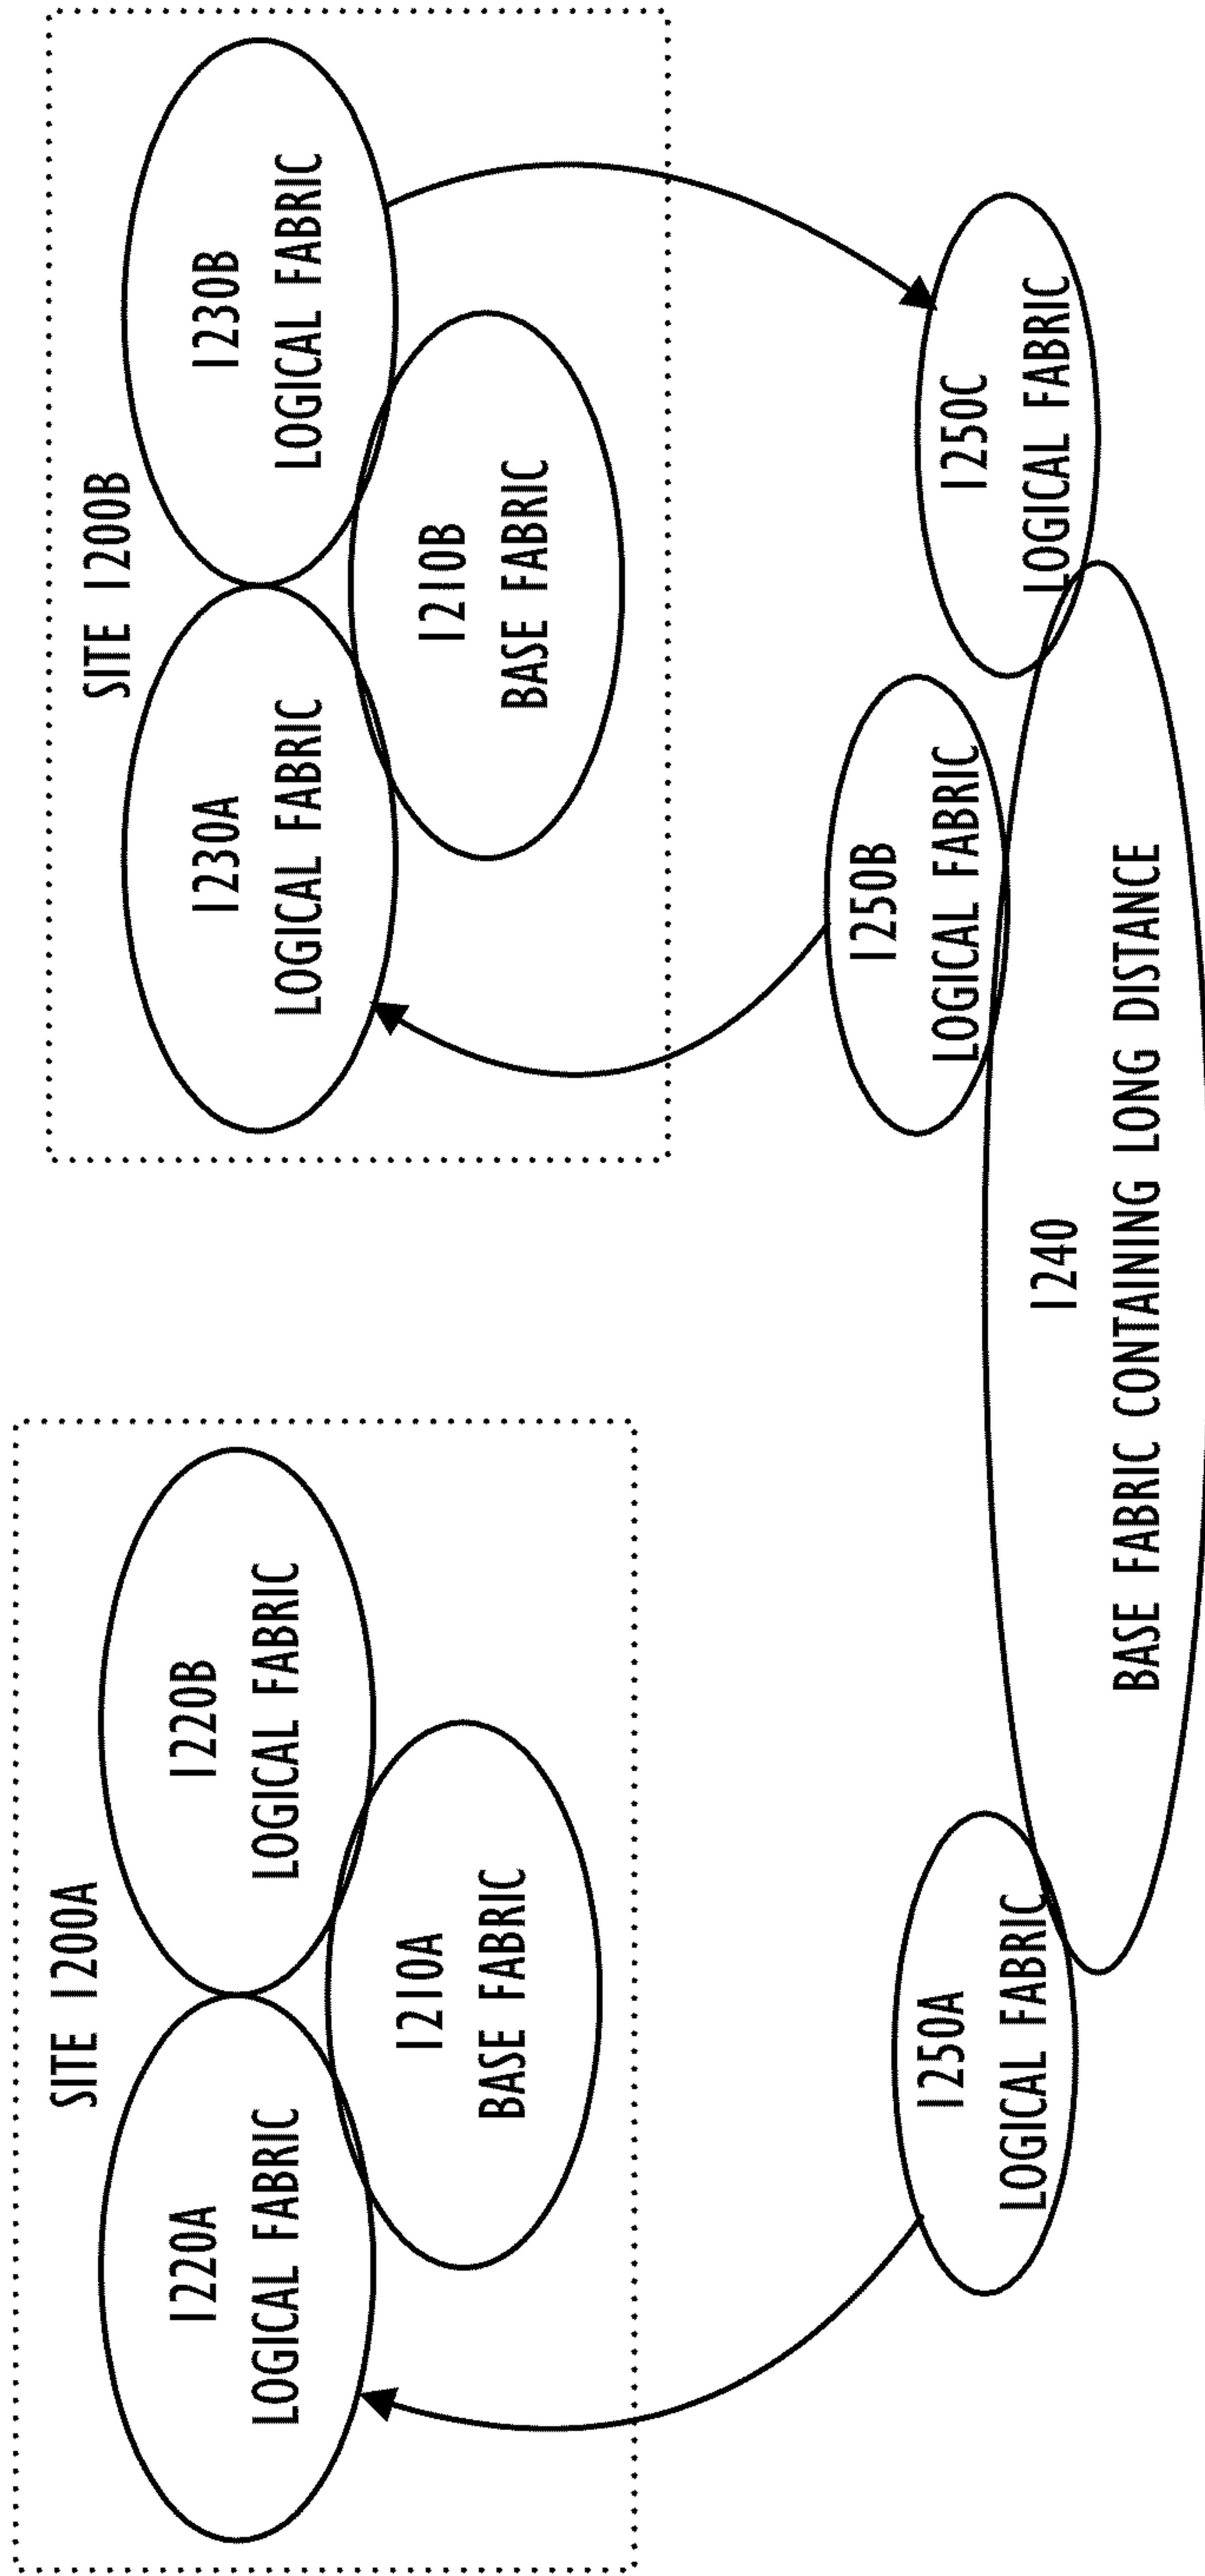 SITE 1200A
1220A
LOGICAL FABRIC
1220B
LOGICAL FABRIC
1210A
BASE FABRIC
SITE 1200B
1230A
LOGICAL FABRIC
1230B
LOGICAL FABRIC
1210B
BASE FABRIC
1250A
LOGICAL FABRIC
1250B
LOGICAL FABRIC
1250C
LOGICAL FABRIC
1240
BASE FABRIC CONTAINING LONG DISTANCE